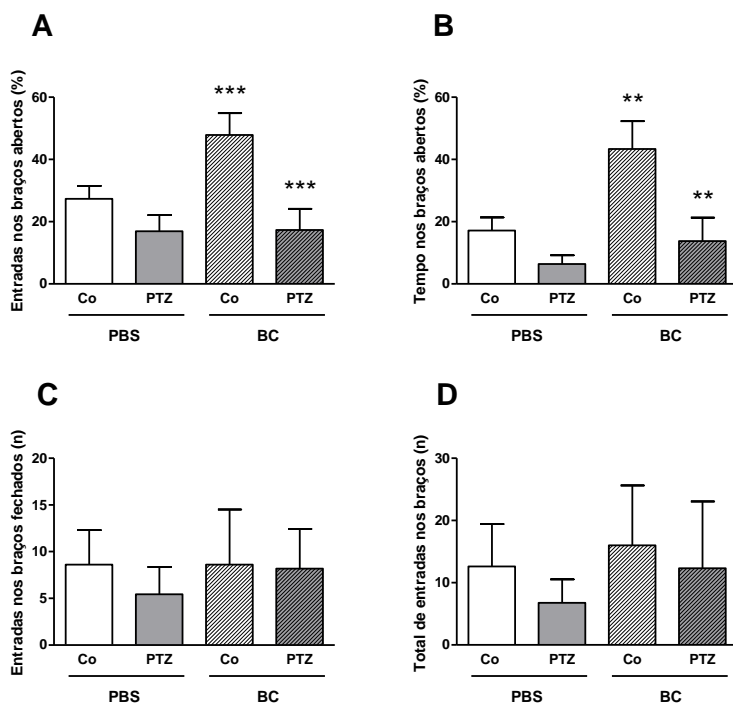 A
Entradas nos braços abertos (%)
60
40
20
0
***
***
Co
PTZ
Co
PTZ
PBS
BC
B
Tempo nos braços abertos (%)
60
40
20
0
**
**
Co
PTZ
Co
PTZ
PBS
BC
C
Entradas nos braços fechados (n)
20
15
10
5
0
Co
PTZ
Co
PTZ
PBS
BC
D
Total de entradas nos braços (n)
30
20
10
0
Co
PTZ
Co
PTZ
PBS
BC